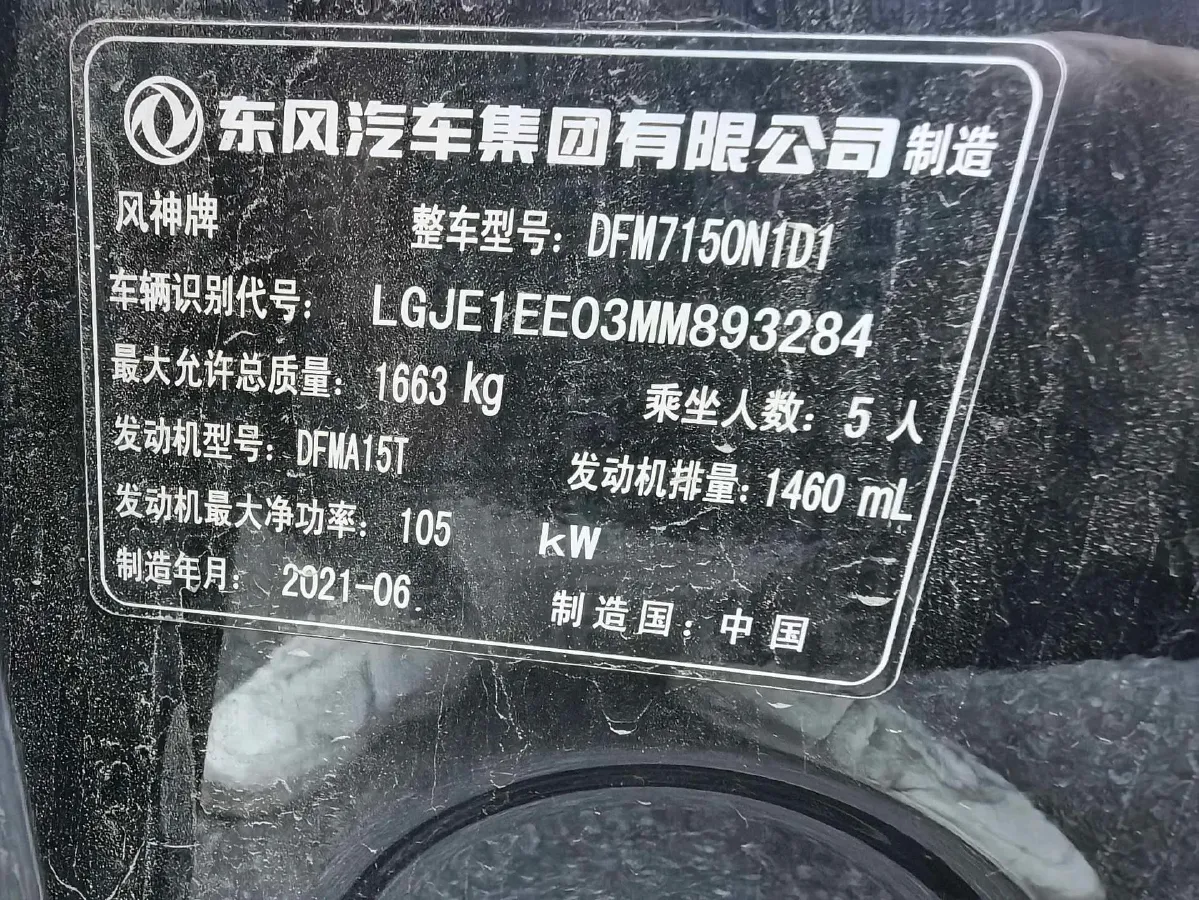 东风汽车集团有限公司制造
风神牌 整车型号：DFM7150N1D1
车辆识别代号：LGJE1EE03MM893284
最大允许总质量：1663 kg 乘坐人数：5 人
发动机型号：DFMA15T 发动机排量：1460 mL
发动机最大净功率：105 kW
制造年月：2021-06 制造国：中国